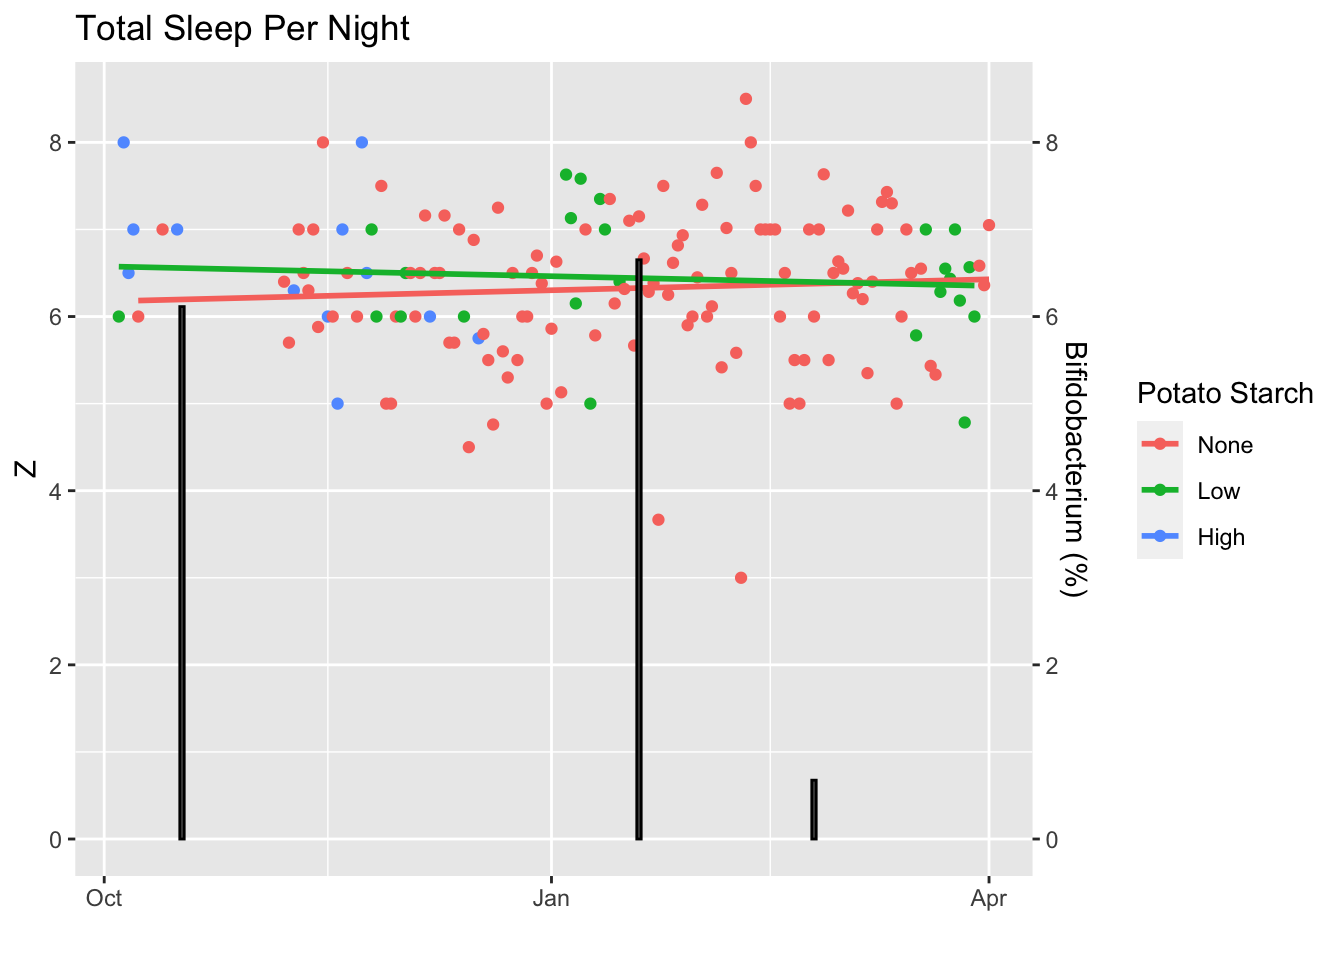 Total Sleep Per Night
8
6
4
2
0
Z
8
6
4
2
0
Bifidobacterium (%)
Oct
Jan
Apr
Potato Starch
None
Low
High